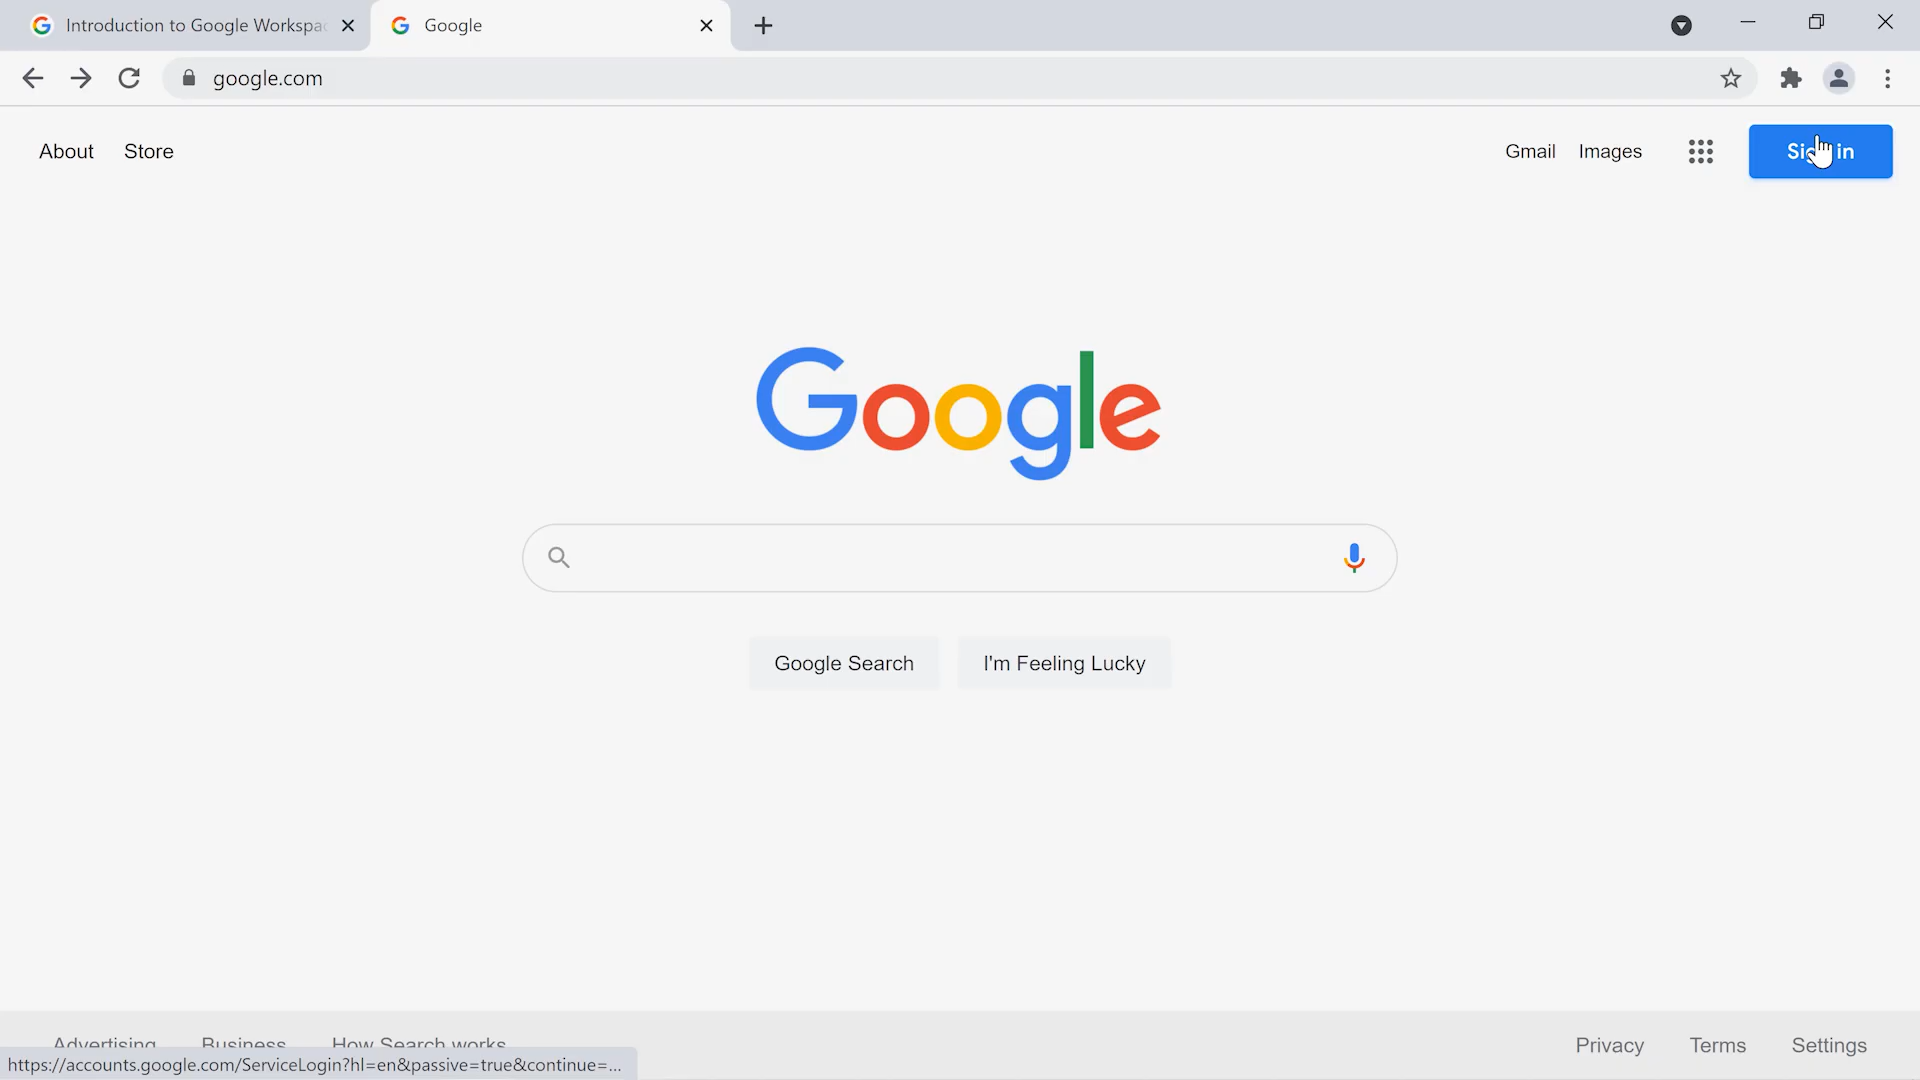 Introduction to Google Workspa
Google
google.com
About
Store
Gmail
Images
Sign in
Google
Google Search
I'm Feeling Lucky
Advertising
Business
How Search works
Privacy
Terms
Settings
https://accounts.google.com/ServiceLogin?hl=en&passive=true&continue=...